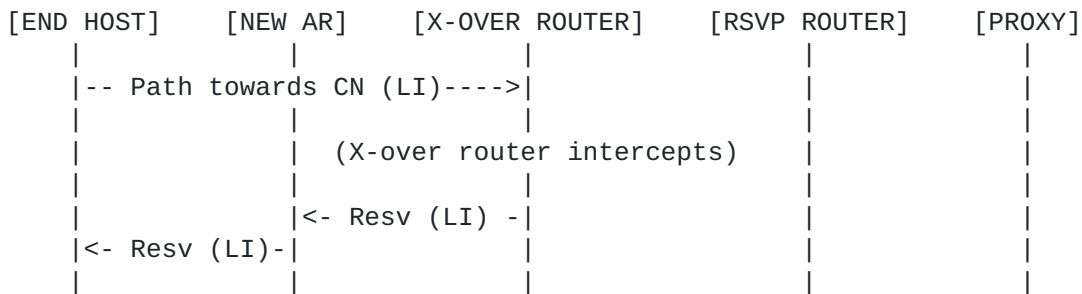 [END HOST] [NEW AR] [X-OVER ROUTER] [RSVP ROUTER] [PROXY]
| | | | |
|-- Path towards CN (LI)---->| | |
| | | | |
| | (X-over router intercepts) | |
| | | | |
| |<- Resv (LI) -| | |
|<- Resv (LI)-| | | |
| | | | |